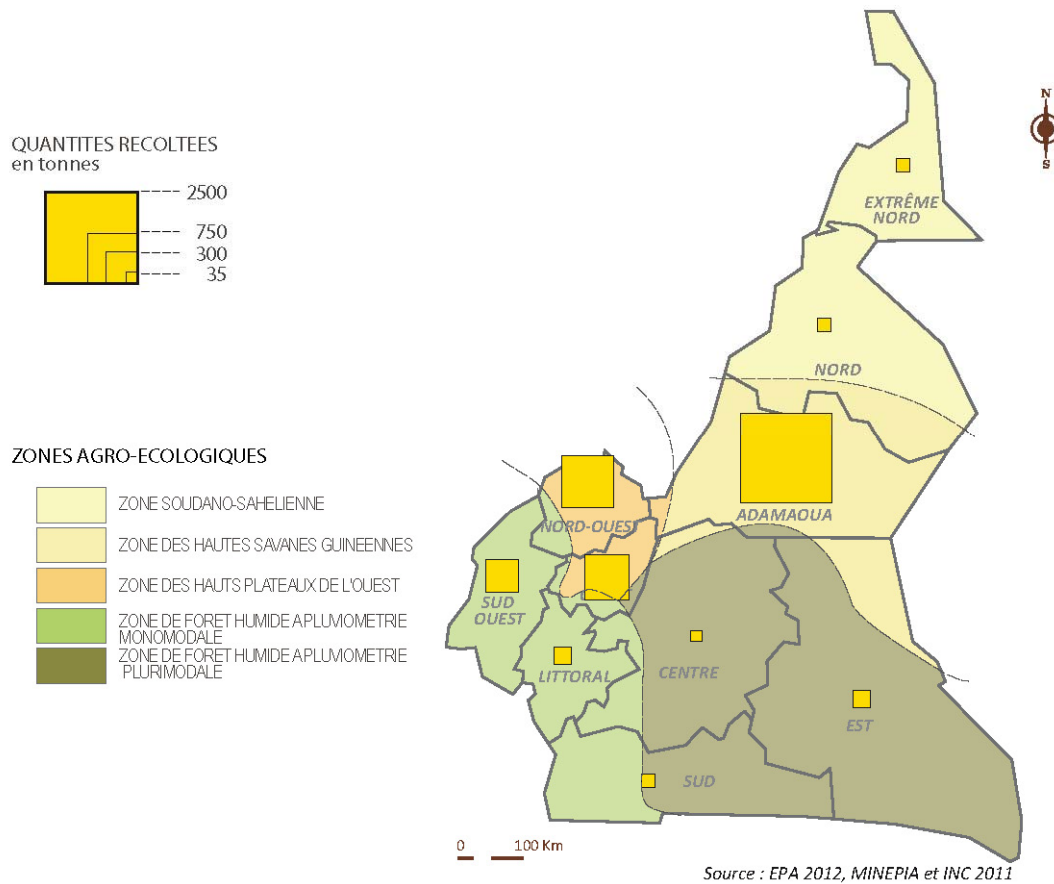 N
S
QUANTITES RECOLTEES
en tonnes
2500
750
300
35
EXTRÊME
NORD
NORD
ZONES AGRO-ECOLOGIQUES
ZONE SOUDANO-SAHELIENNE
ZONE DES HAUTES SAVANES GUINEENNES
ZONE DES HAUTS PLATEAUX DE L'OUEST
ZONE DE FORET HUMIDE A PLUVIOMETRIE
MONOMODALE
ZONE DE FORET HUMIDE A PLUVIOMETRIE
PLURIMODALE
ADAMAOUA
NORD-OUEST
SUD
OUEST
LITTORAL
CENTRE
EST
SUD
0 100 Km
Source : EPA 2012, MINEPIA et INC 2011